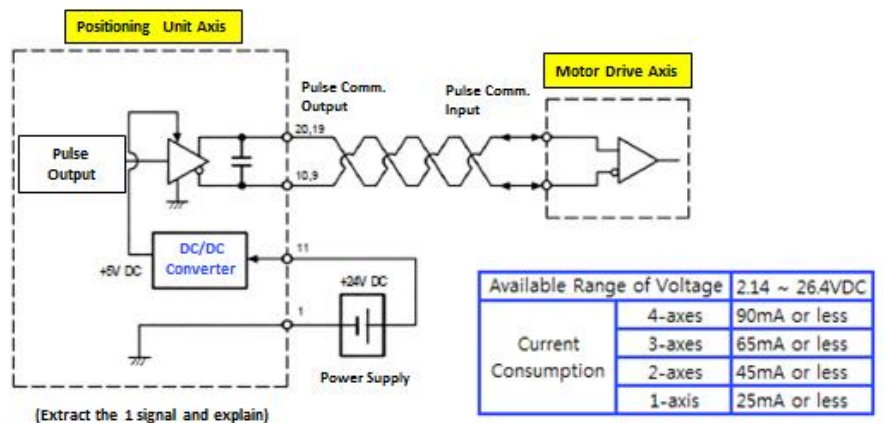 Positioning Unit Axis
Motor Drive Axis
Pulse Comm.
Output
Pulse Comm.
Input
20,19
Pulse
Output
10,9
DC/DC
Converter
+5V DC
11
+24V DC
1
Power Supply
(Extract the 1 signal and explain)
Available Range of Voltage 2.14 ~ 26.4VDC
Current
Consumption
4-axes 90mA or less
3-axes 65mA or less
2-axes 45mA or less
1-axis 25mA or less